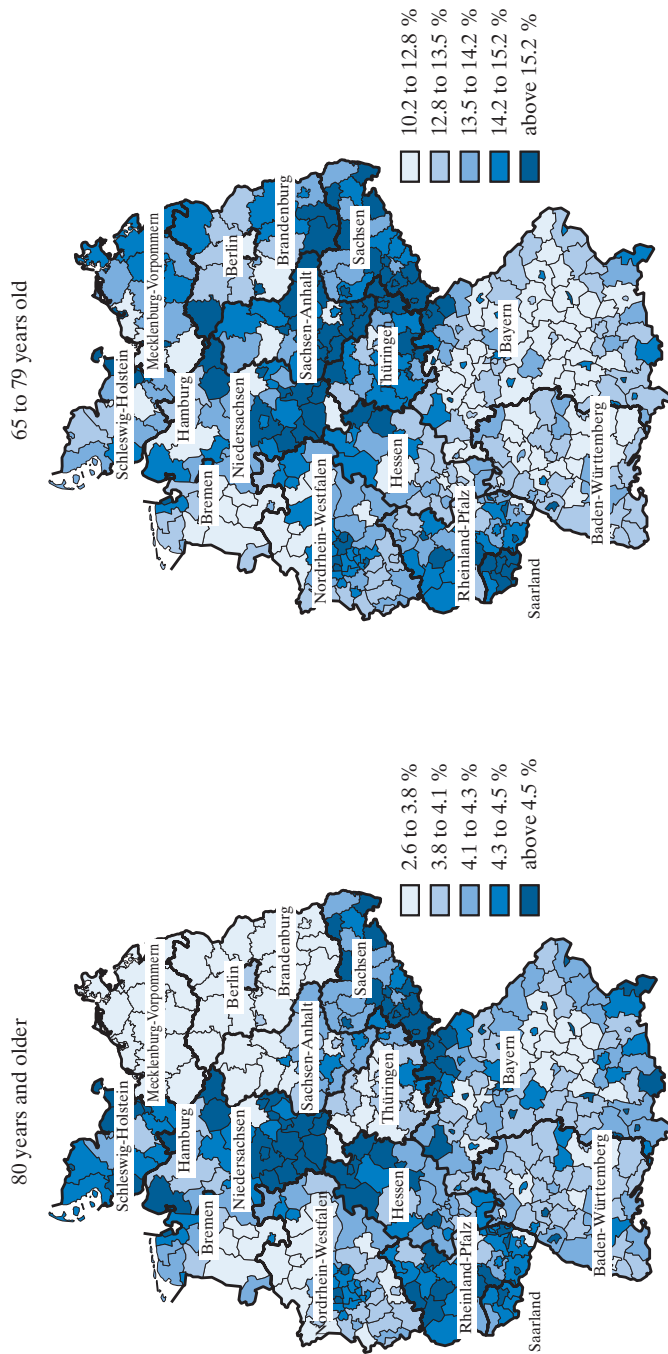 80 years and older
Schleswig-Holstein
Mecklenburg-Vorpommern
Hamburg
Bremen
Niedersachsen
Berlin
Brandenburg
Sachsen-Anhalt
Nordrhein-Westfalen
Sachsen
Thüringen
Hessen
Rheinland-Pfalz
Saarland
Bayern
Baden-Württemberg
2.6 to 3.8 %
3.8 to 4.1 %
4.1 to 4.3 %
4.3 to 4.5 %
above 4.5 %
65 to 79 years old
Schleswig-Holstein
Mecklenburg-Vorpommern
Hamburg
Bremen
Niedersachsen
Berlin
Brandenburg
Sachsen-Anhalt
Nordrhein-Westfalen
Sachsen
Thüringen
Hessen
Rheinland-Pfalz
Saarland
Bayern
Baden-Württemberg
10.2 to 12.8 %
12.8 to 13.5 %
13.5 to 14.2 %
14.2 to 15.2 %
above 15.2 %